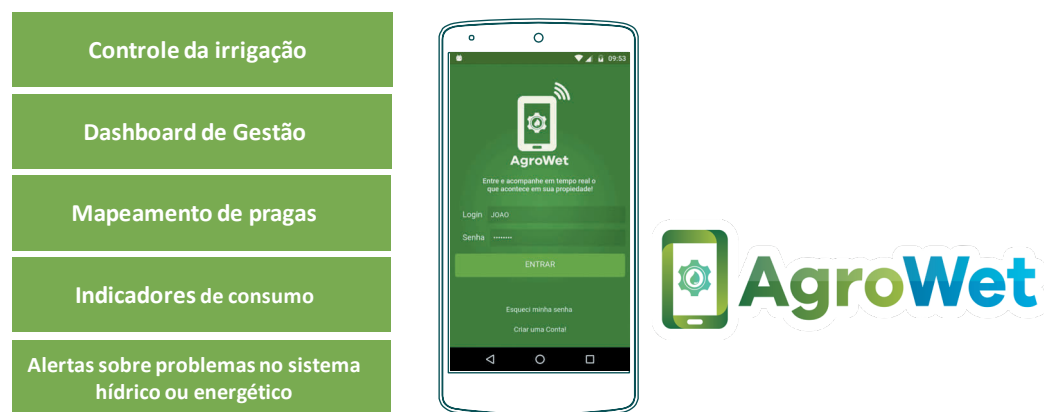 Controle da irrigação
Dashboard de Gestão
Mapeamento de pragas
Indicadores de consumo
Alertas sobre problemas no sistema
hídrico ou energético
09:53
AgroWet
Entre e acompanhe em tempo real o
que acontece em sua propiedade!
Login JOAO
Senha ········
ENTRAR
Esqueci minha senha
Criar uma Conta!
AgroWet